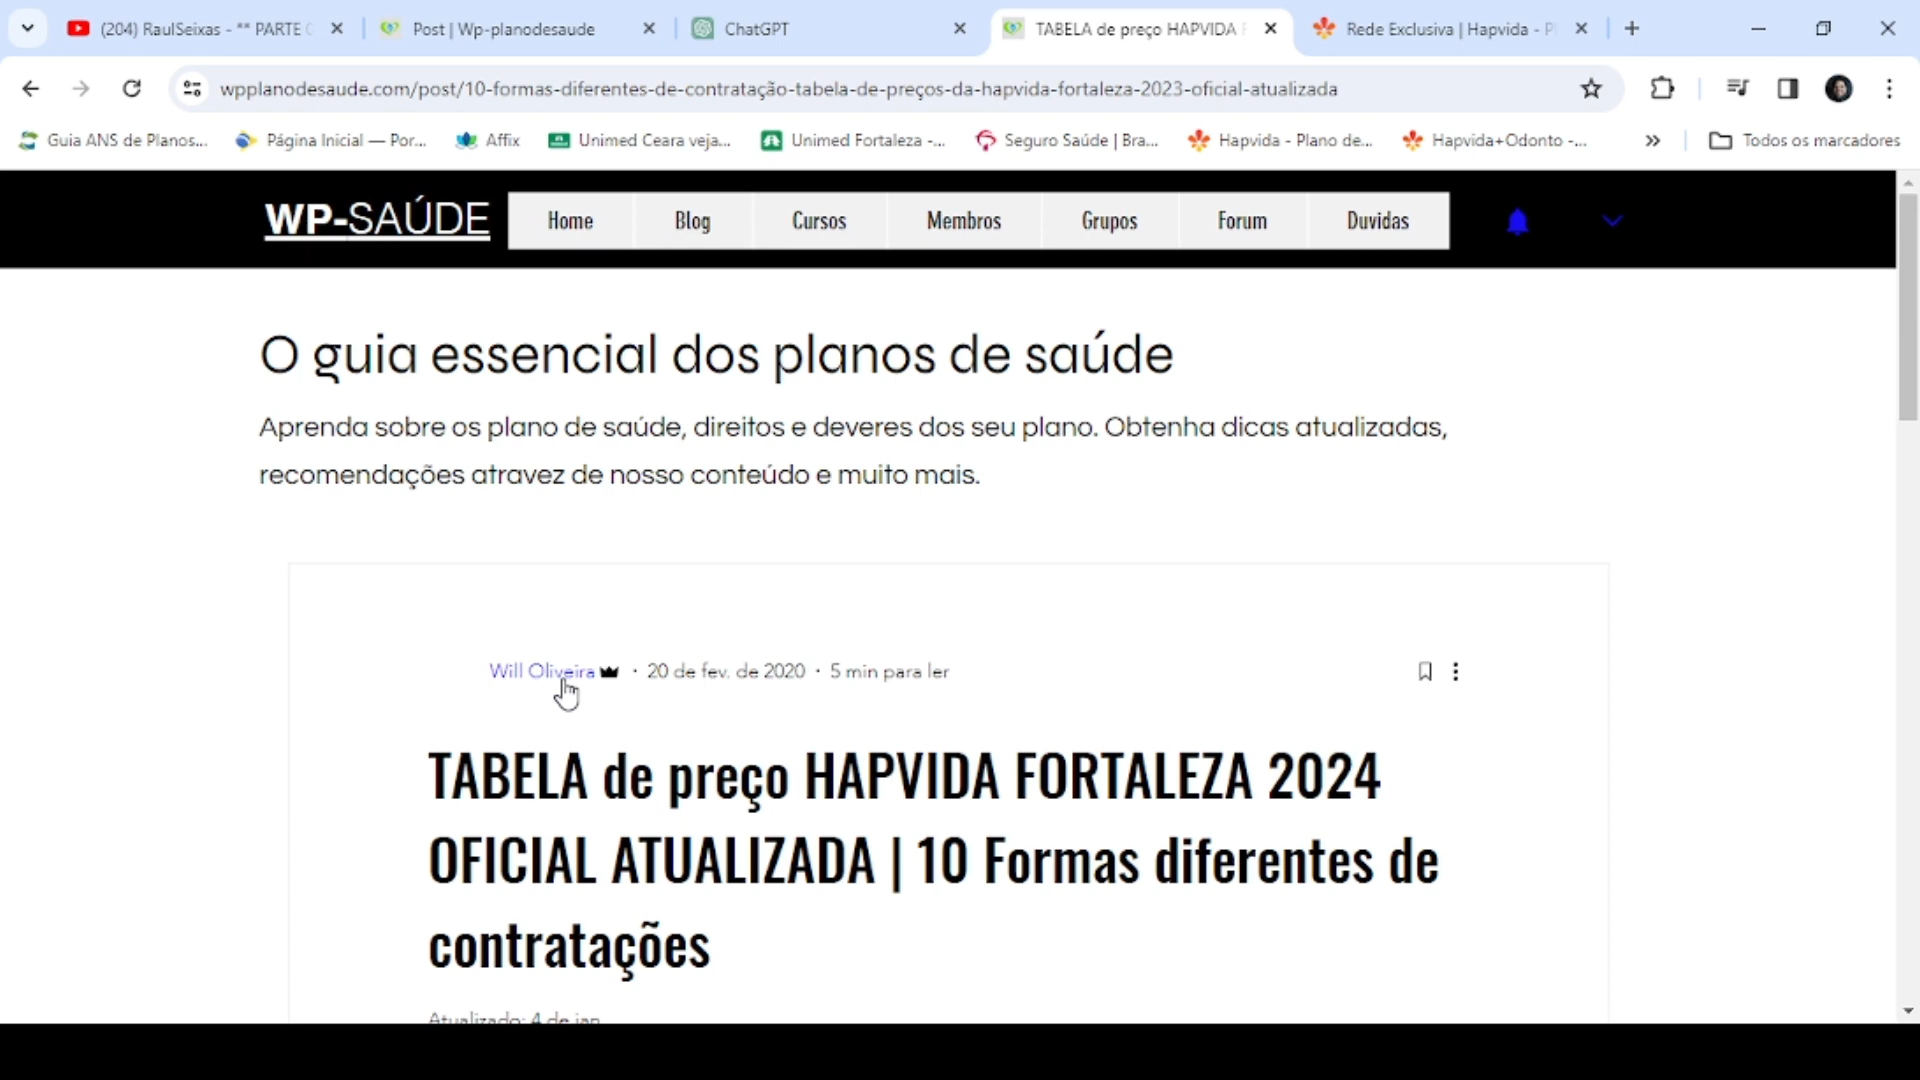 (204) RaulSeixas - ** PARTE
Post | Wp-planodesaude
ChatGPT
TABELA de preço HAPVIDA F
Rede Exclusiva | Hapvida - P
wpplanodesaude.com/post/10-formas-diferentes-de-contratação-tabela-de-preços-da-hapvida-fortaleza-2023-oficial-atualizada
Guia ANS de Planos...
Página Inicial — Por...
Affix
Unimed Ceara veja...
Unimed Fortaleza -...
Seguro Saúde | Bra...
Hapvida - Plano de...
Hapvida+Odonto -...
»
Todos os marcadores
WP-SAÚDE
Home
Blog
Cursos
Membros
Grupos
Forum
Duvidas
O guia essencial dos planos de saúde
Aprenda sobre os plano de saúde, direitos e deveres dos seu plano. Obtenha dicas atualizadas,
recomendações atravez de nosso conteúdo e muito mais.
Will Oliveira · 20 de fev. de 2020 · 5 min para ler
TABELA de preço HAPVIDA FORTALEZA 2024
OFICIAL ATUALIZADA | 10 Formas diferentes de
contratações
Atualizado: 4 de jan